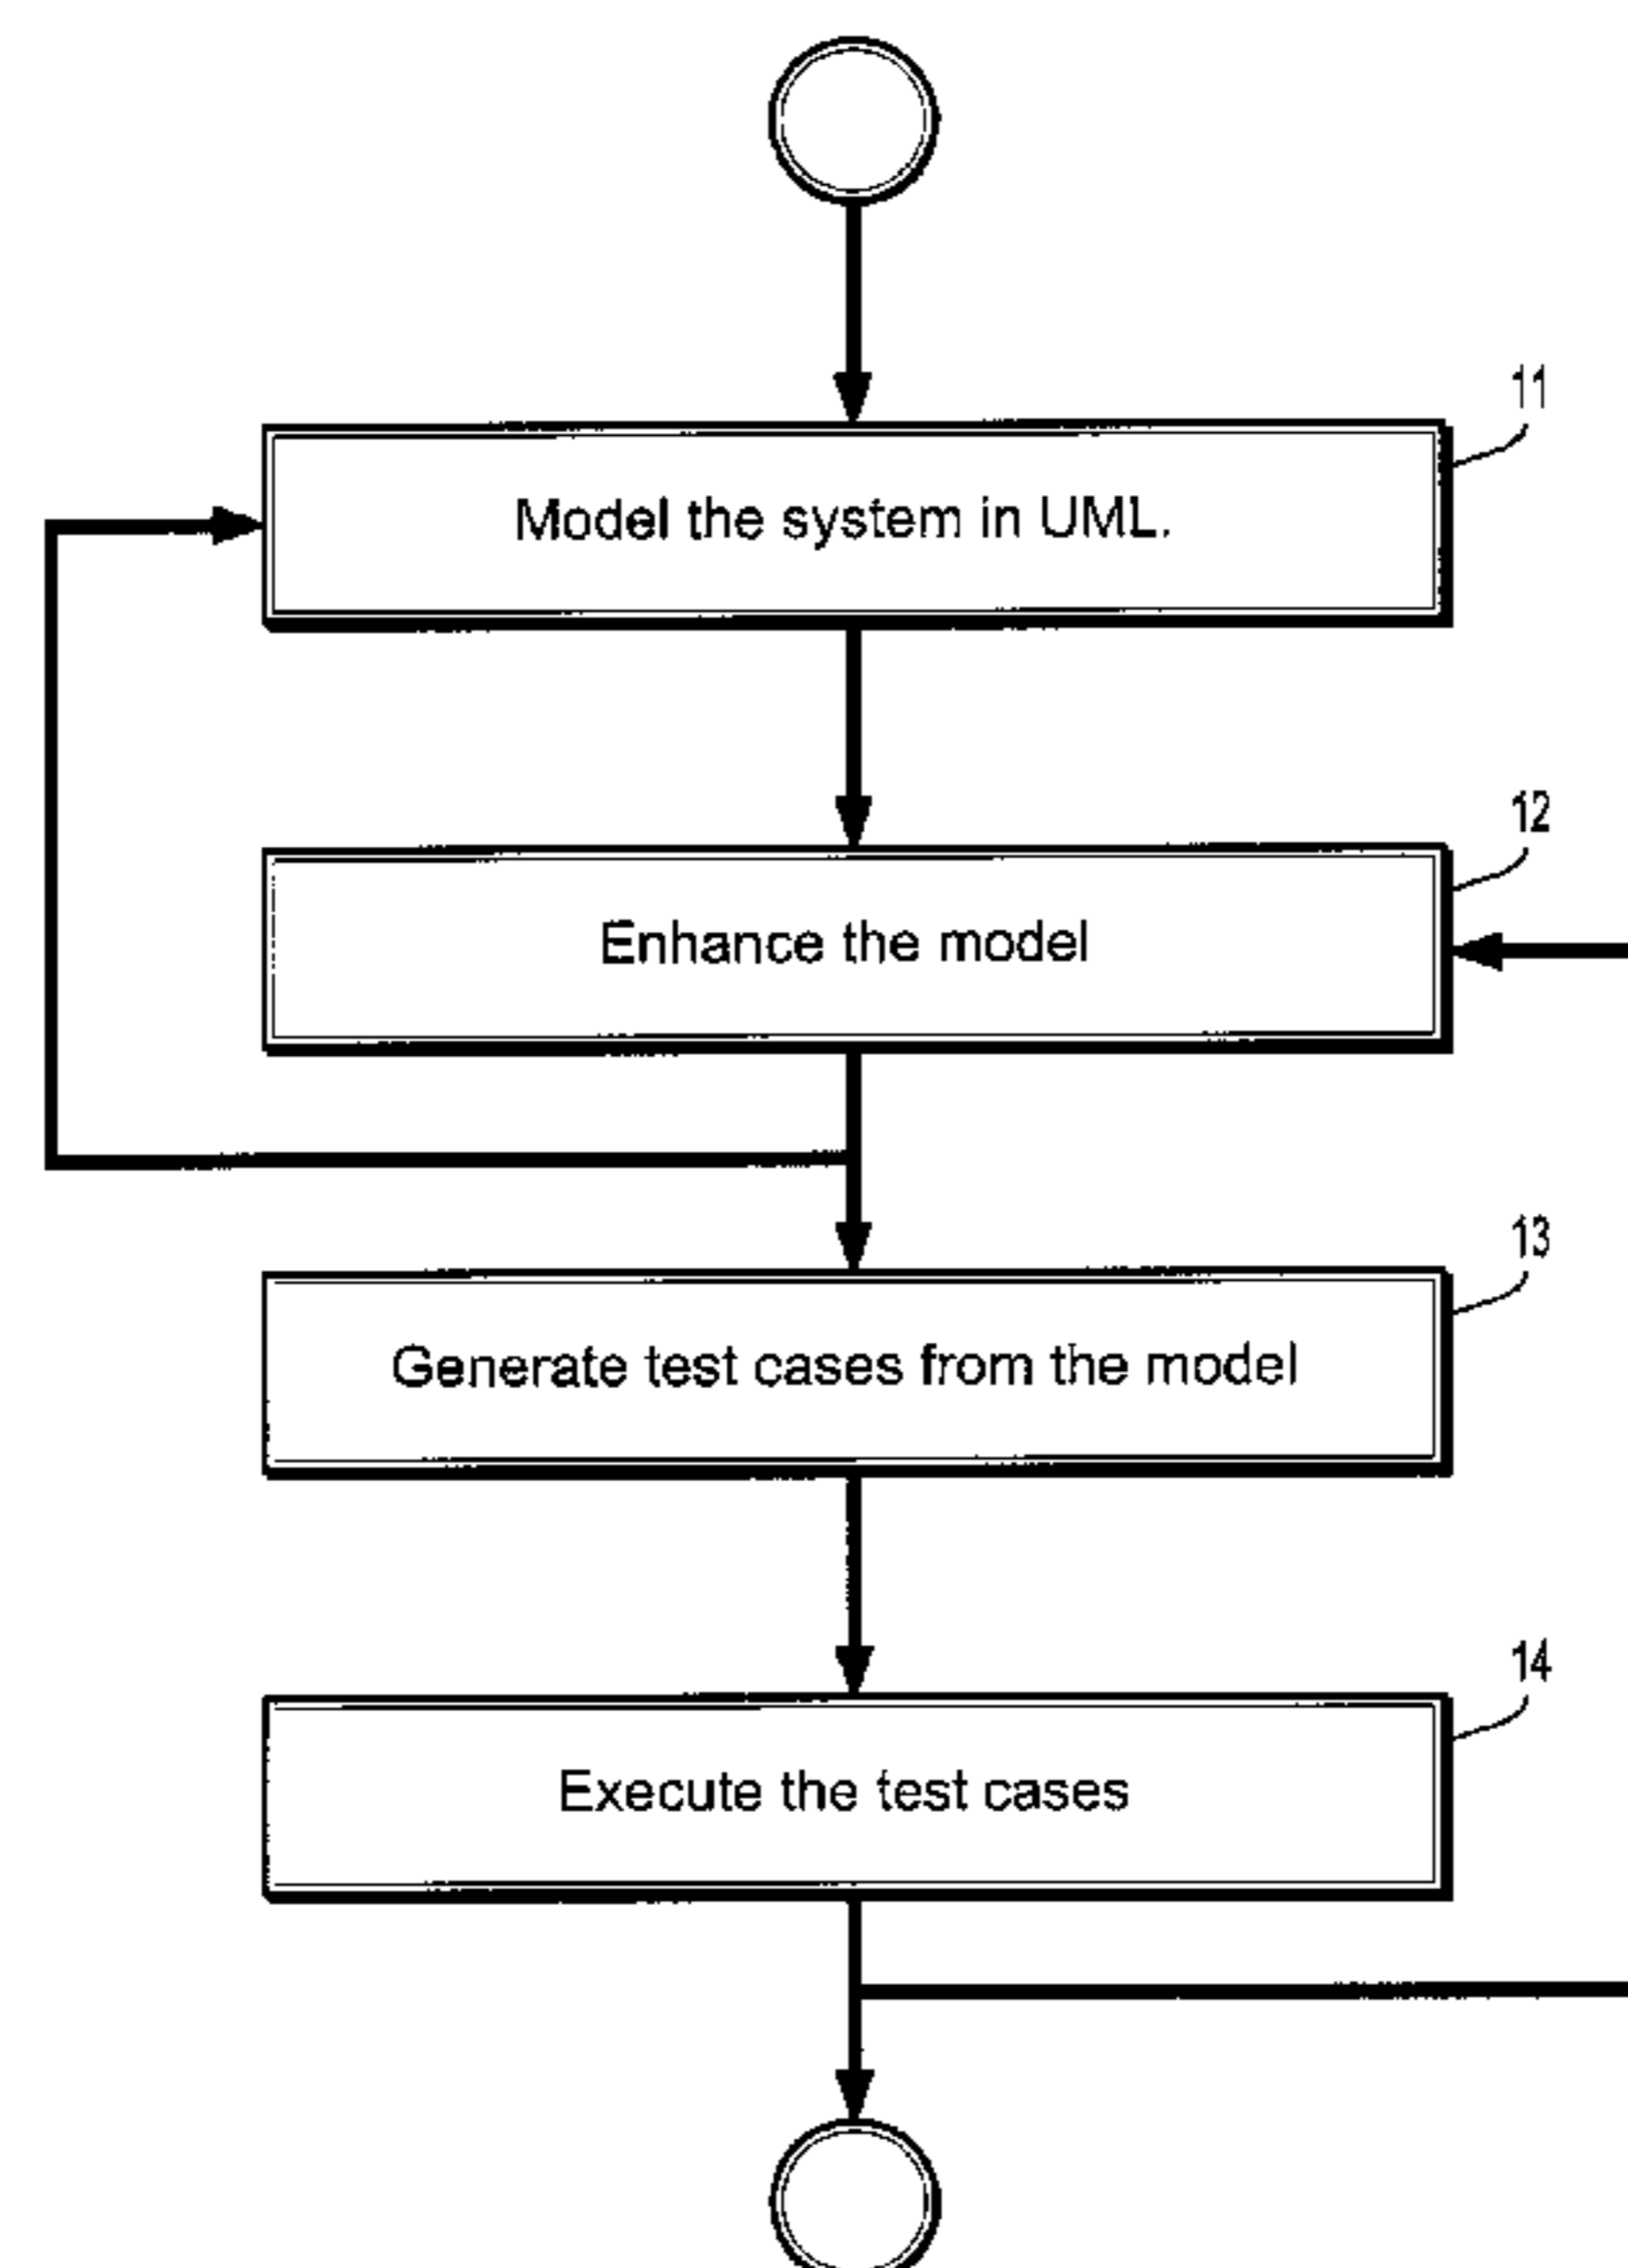 11
Model the system in UML.
12
Enhance the model
13
Generate test cases from the model
14
Execute the test cases